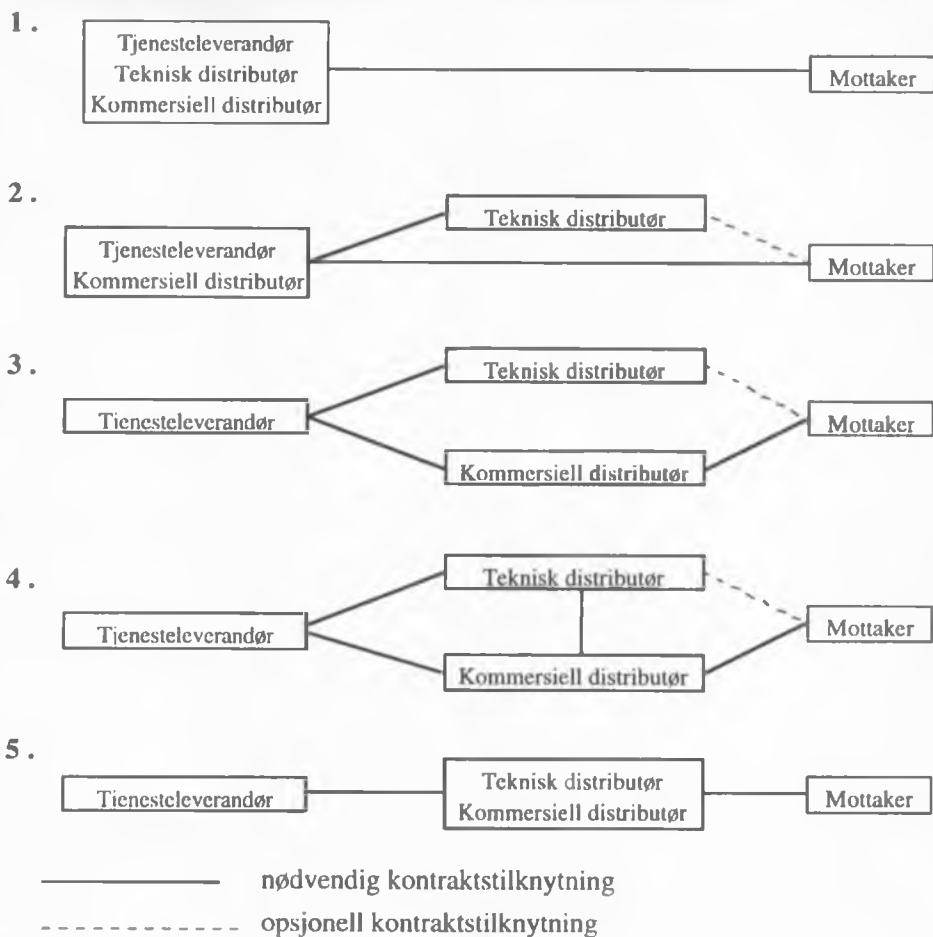 1.
Tjenesteleverandør
Teknisk distributør
Kommersiell distributør
Mottaker
2.
Teknisk distributør
Tjenesteleverandør
Kommersiell distributør
Mottaker
3.
Teknisk distributør
Tjenesteleverandør
Mottaker
Kommersiell distributør
4.
Teknisk distributør
Tjenesteleverandør
Mottaker
Kommersiell distributør
5.
Teknisk distributør
Kommersiell distributør
Tjenesteleverandør
Mottaker
nødvendig kontraktstilknytning
opsjonell kontraktstilknytning